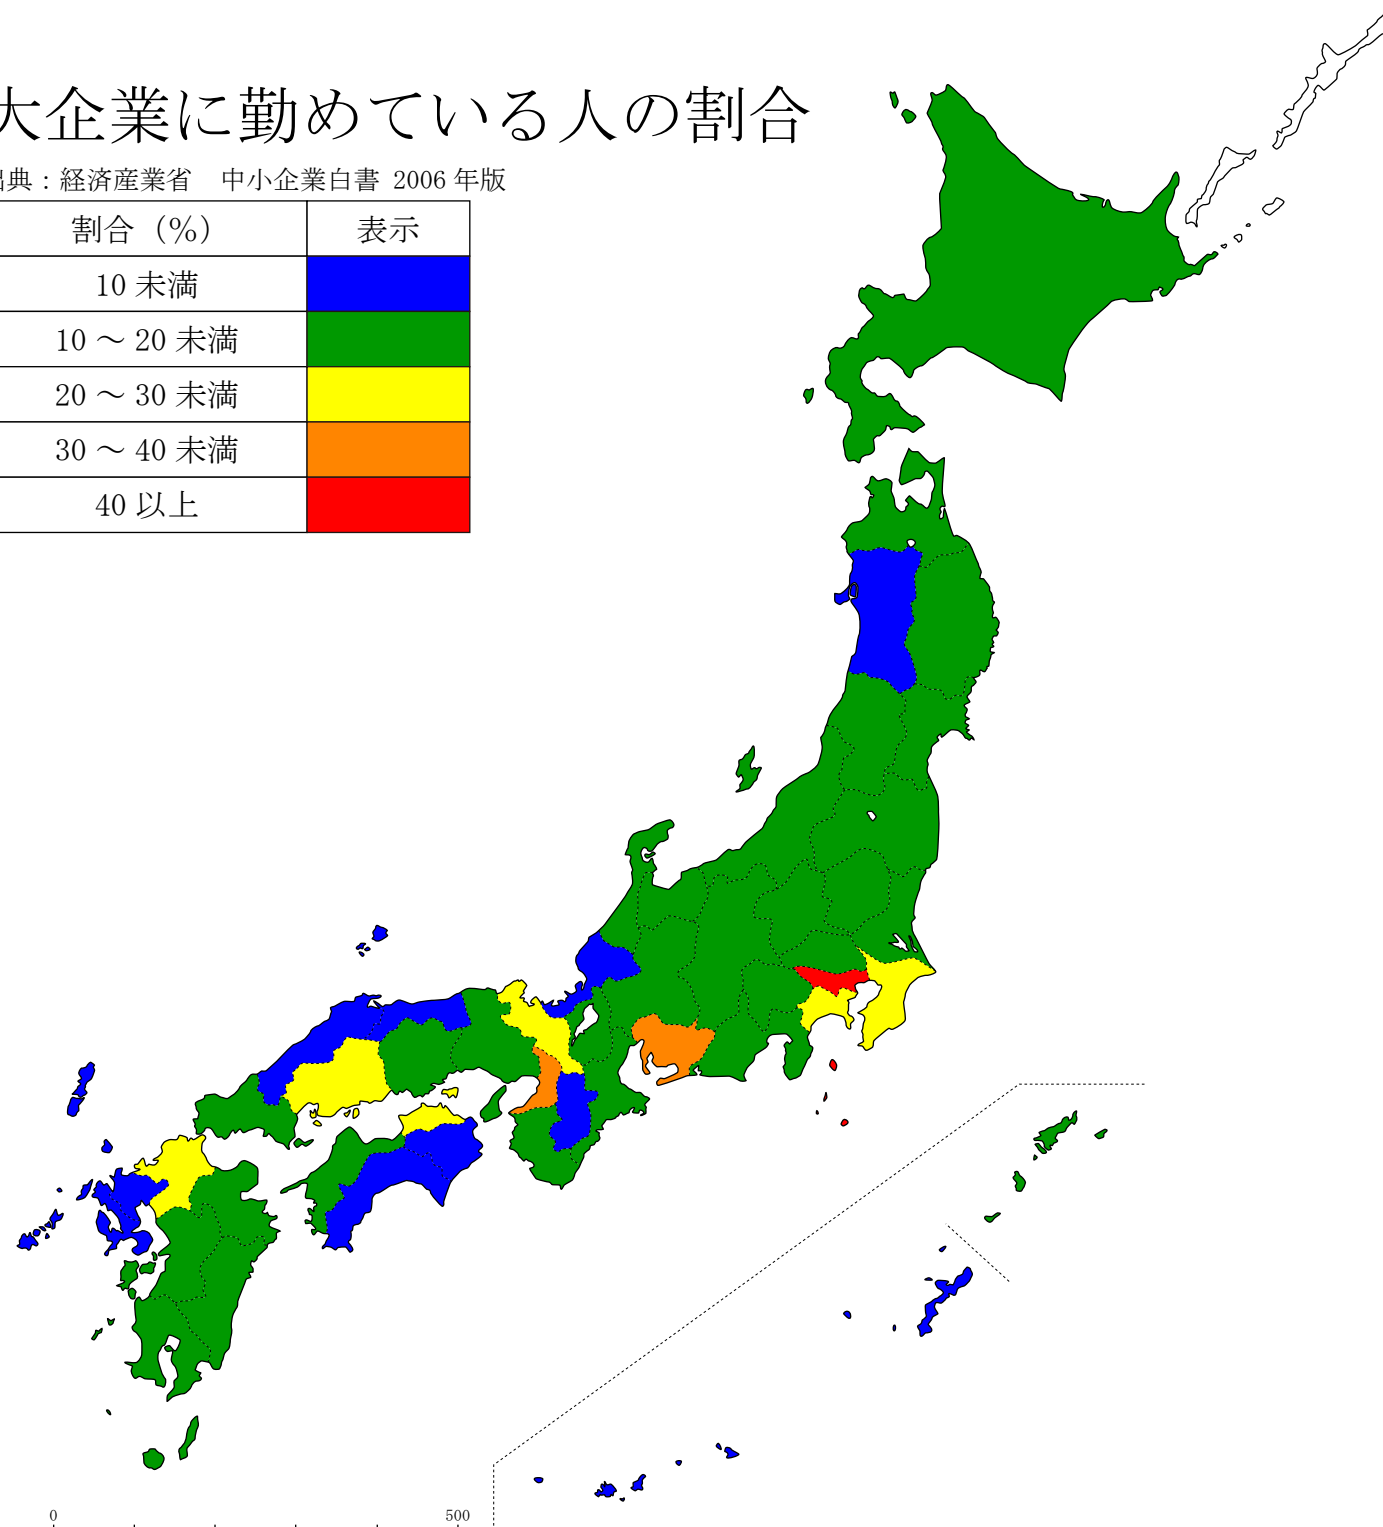 大企業に勤めている人の割合
出典：経済産業省　中小企業白書 2006 年版
割合（%） 表示
10 未満
10 ～ 20 未満
20 ～ 30 未満
30 ～ 40 未満
40 以上
0 500